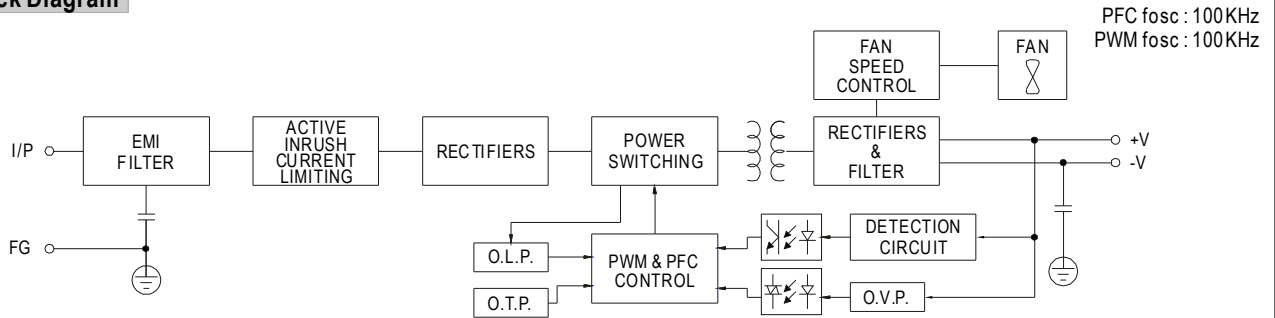 ck Diagram
PFC fosc : 100KHz
PWM fosc : 100KHz
FAN
SPEED
CONTROL
FAN
I/P
EMI
FILTER
ACTIVE
INRUSH
CURRENT
LIMITING
RECTIFIERS
POWER
SWITCHING
RECTIFIERS
&
FILTER
+V
-V
FG
O.L.P.
O.T.P.
PWM & PFC
CONTROL
DETECTION
CIRCUIT
O.V.P.